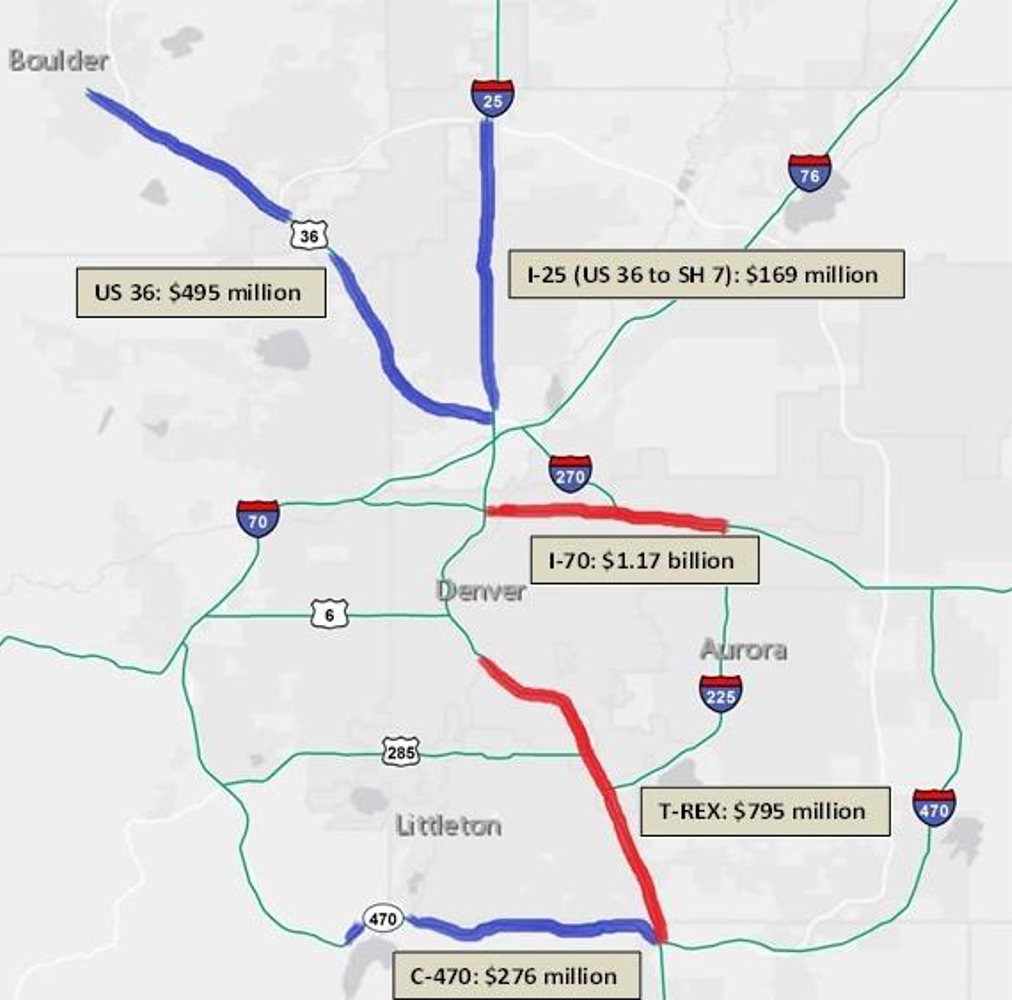 Boulder
25
76
36
I-25 (US 36 to SH 7): $169 million
US 36: $495 million
270
70
I-70: $1.17 billion
Denver
6
Aurora
225
285
T-REX: $795 million
470
Littleton
470
C-470: $276 million